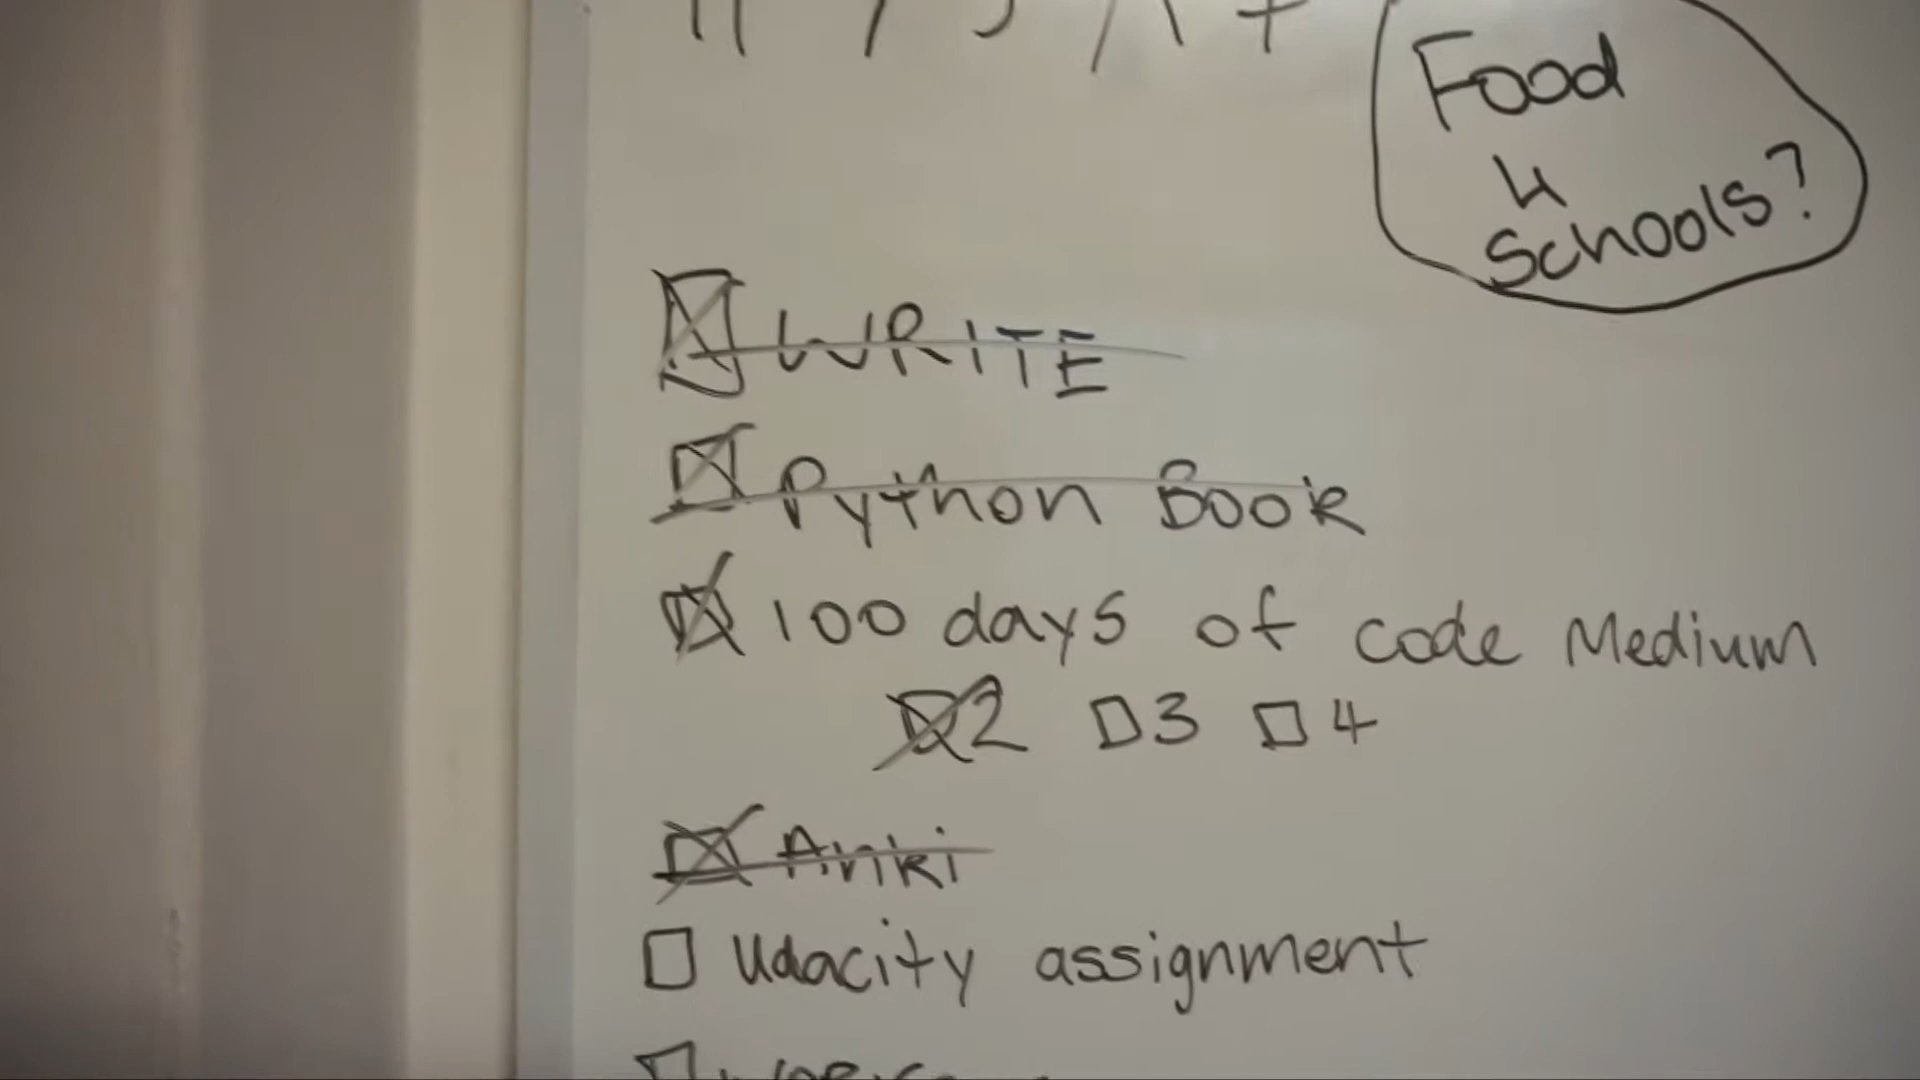 Food
4
Schools?
WRITE
Python Book
100 days of code Medium
2 3 4
Anki
Udacity assignment